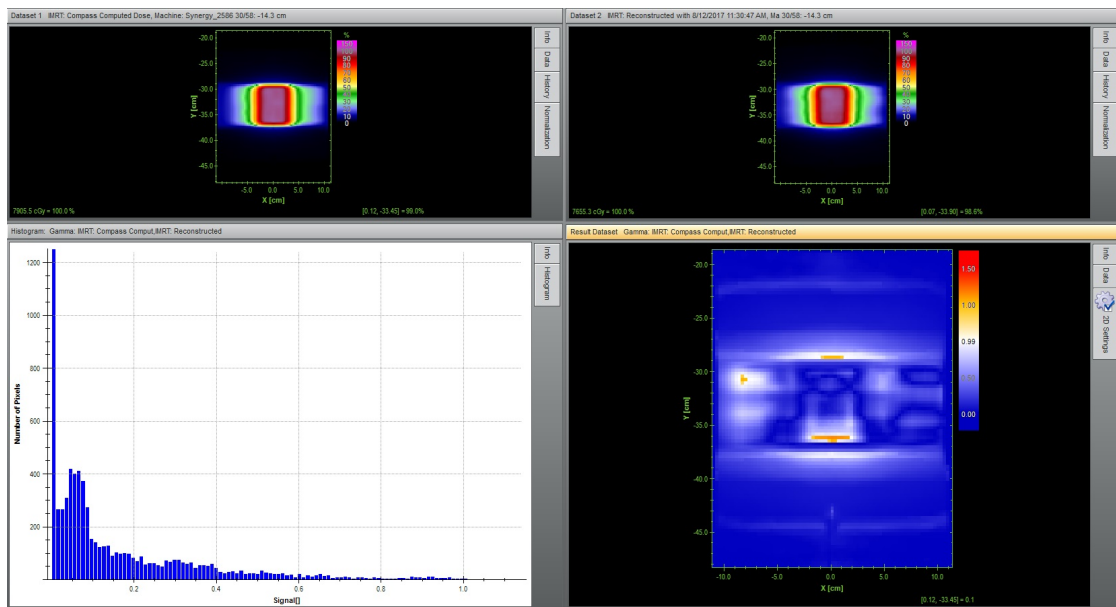 Dataset 1 IMRT: Compass Computed Dose, Machine: Synergy_2586 30/58: -14.3 cm
%
150
100
90
80
70
60
50
40
30
20
10
0
-20.0
-25.0
-30.0
-35.0
-40.0
-45.0
Y [cm]
-5.0 0.0 5.0 10.0
X [cm]
7905.5 cGy = 100.0 %
[0.12, -33.45] = 99.0%
Info
Data
History
Normalization
Dataset 2 IMRT: Reconstructed with 8/12/2017 11:30:47 AM, Ma 30/58: -14.3 cm
%
150
100
90
80
70
60
50
40
30
20
10
0
-20.0
-25.0
-30.0
-35.0
-40.0
-45.0
Y [cm]
-5.0 0.0 5.0 10.0
X [cm]
7655.3 cGy = 100.0 %
[0.07, -33.90] = 98.6%
Info
Data
History
Normalization
Histogram: Gamma: IMRT: Compass Comput,IMRT: Reconstructed
1200
1000
800
600
400
200
Number of Pixels
0.2 0.4 0.6 0.8 1.0
Signal[]
Info
Histogram
Result Dataset Gamma: IMRT: Compass Comput,IMRT: Reconstructed
1.50
1.00
0.99
0.00
-20.0
-25.0
-30.0
-35.0
-40.0
-45.0
Y [cm]
-10.0 -5.0 0.0 5.0 10.0
X [cm]
[0.12, -33.45] = 0.1
Info
Data
2D Settings